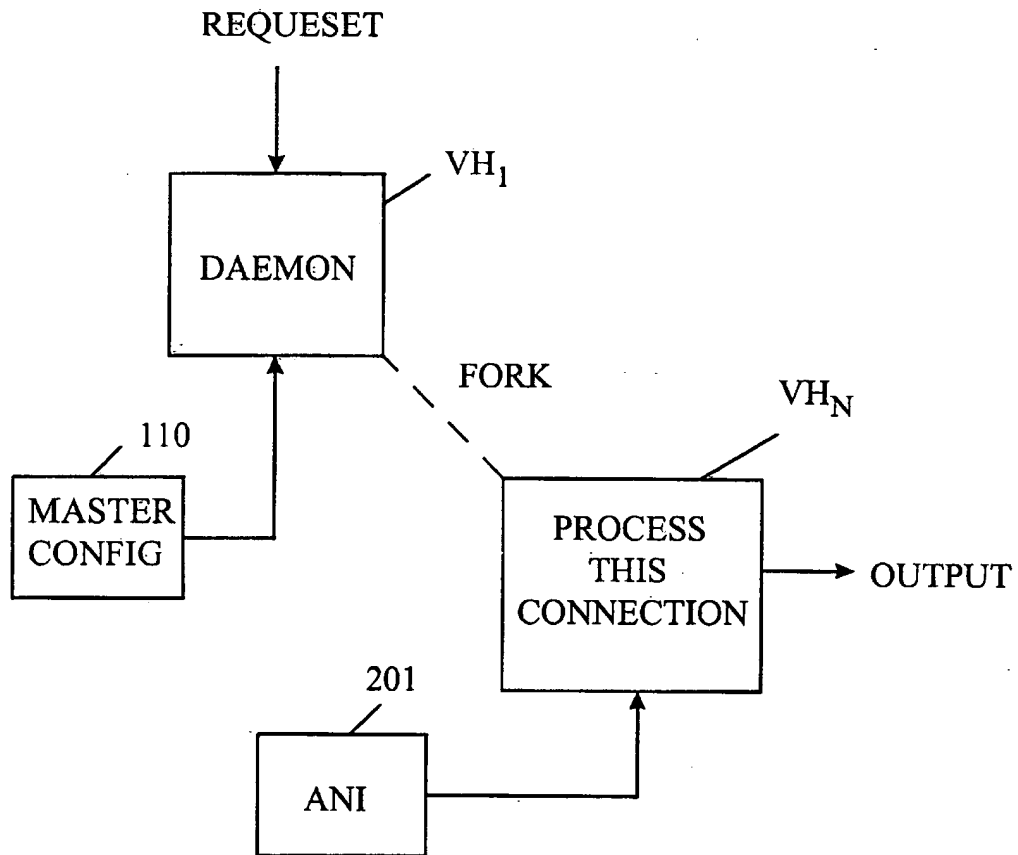 REQUESET
VH1
DAEMON
FORK
VHN
110
MASTER
CONFIG
PROCESS
THIS
CONNECTION
OUTPUT
201
ANI